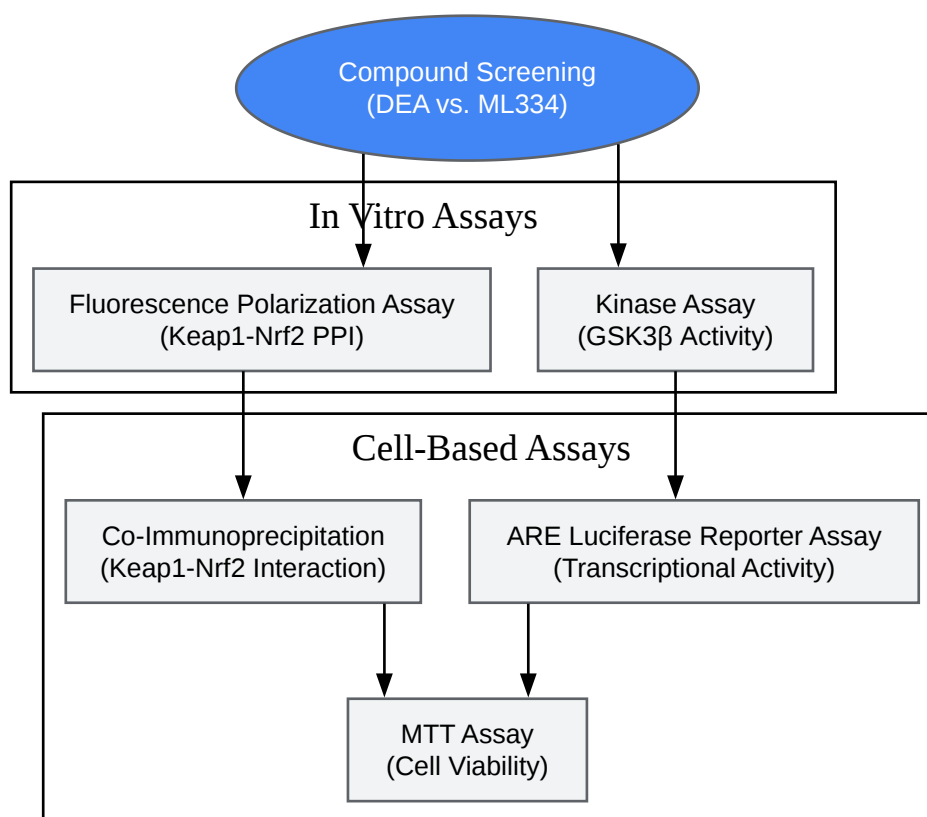 Compound Screening
(DEA vs. ML334)
In Vitro Assays
Fluorescence Polarization Assay
(Keap1-Nrf2 PPI)
Kinase Assay
(GSK3β Activity)
Cell-Based Assays
Co-Immunoprecipitation
(Keap1-Nrf2 Interaction)
ARE Luciferase Reporter Assay
(Transcriptional Activity)
MTT Assay
(Cell Viability)